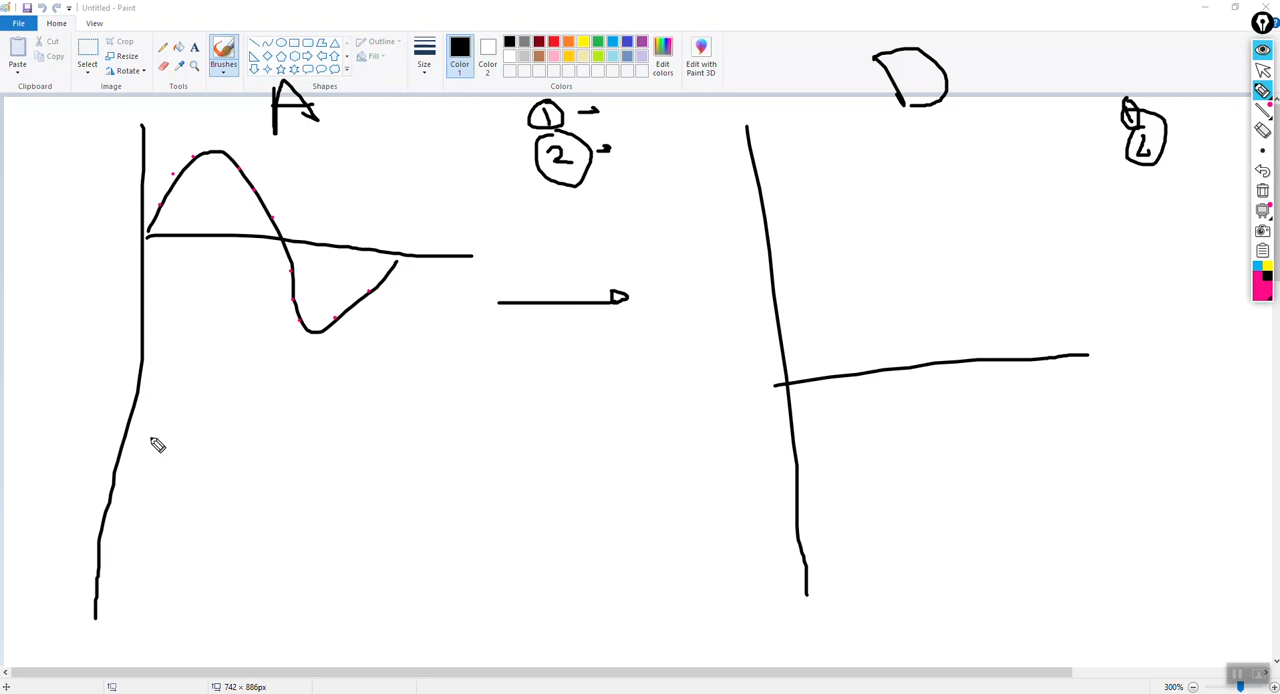 Untitled - Paint
File Home View
Paste Cut Copy
Clipboard
Select Crop Resize Rotate
Image
Tools
Brushes
Outline Fill
Shapes
Size
Color 1
Color 2
Edit colors
Colors
Edit with Paint 3D
A
1
2
D
1
2
742 × 886px
300%